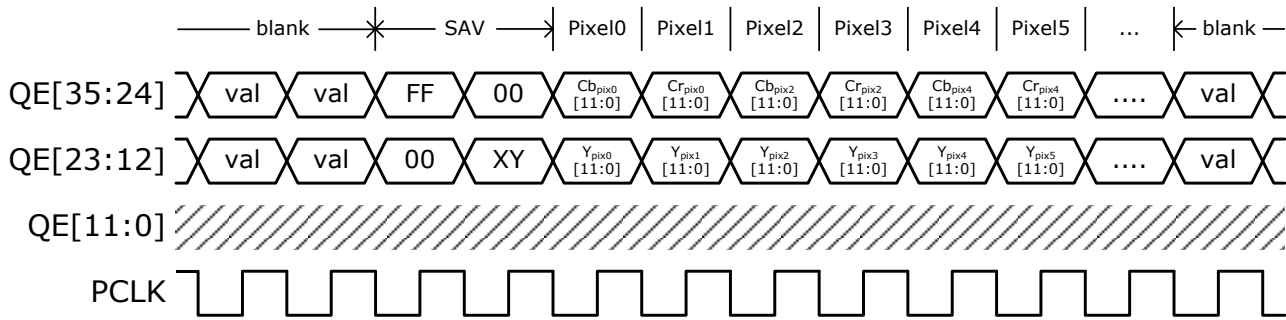 blank SAV Pixel0 Pixel1 Pixel2 Pixel3 Pixel4 Pixel5 ... blank
QE[35:24] val val FF 00 Cbpix0 [11:0] Crpix0 [11:0] Cbpix2 [11:0] Crpix2 [11:0] Cbpix4 [11:0] Crpix4 [11:0] .... val
QE[23:12] val val 00 XY Ypix0 [11:0] Ypix1 [11:0] Ypix2 [11:0] Ypix3 [11:0] Ypix4 [11:0] Ypix5 [11:0] .... val
QE[11:0]
PCLK